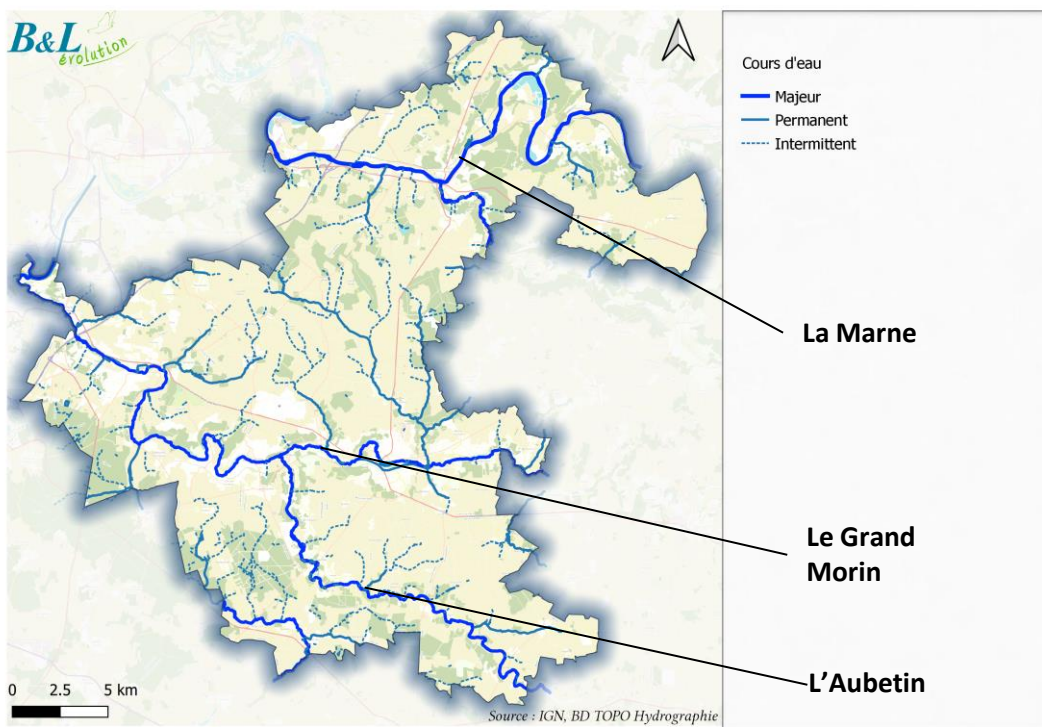 B&L
évolution
Cours d'eau
Majeur
Permanent
Intermittent
La Marne
Le Grand
Morin
L'Aubetin
0 2.5 5 km
Source : IGN, BD TOPO Hydrographie